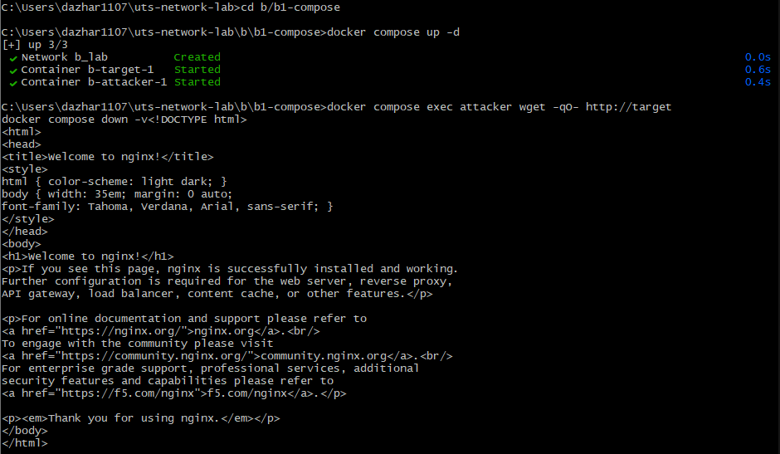 C:\Users\dazhar1107\uts-network-lab>cd b/b1-compose
C:\Users\dazhar1107\uts-network-lab\b\b1-compose>docker compose up -d
[+] up 3/3
✔ Network b_lab Created 0.0s
✔ Container b-target-1 Started 0.6s
✔ Container b-attacker-1 Started 0.4s
C:\Users\dazhar1107\uts-network-lab\b\b1-compose>docker compose exec attacker wget -qO- http://target
docker compose down -v<!DOCTYPE html>
<html>
<head>
<title>Welcome to nginx!</title>
<style>
html { color-scheme: light dark; }
body { width: 35em; margin: 0 auto;
font-family: Tahoma, Verdana, Arial, sans-serif; }
</style>
</head>
<body>
<h1>Welcome to nginx!</h1>
<p>If you see this page, nginx is successfully installed and working.
Further configuration is required for the web server, reverse proxy,
API gateway, load balancer, content cache, or other features.</p>
<p>For online documentation and support please refer to
<a href="https://nginx.org/">nginx.org</a>.<br/>
To engage with the community please visit
<a href="https://community.nginx.org/">community.nginx.org</a>.<br/>
For enterprise grade support, professional services, additional
security features and capabilities please refer to
<a href="https://f5.com/nginx">f5.com/nginx</a>.</p>
<p><em>Thank you for using nginx.</em></p>
</body>
</html>